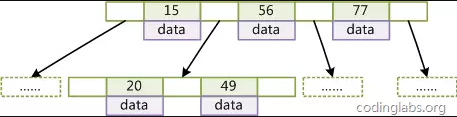 15 56 77
data data data
...... 20 49 ...... ......
data data
codinglabs.org